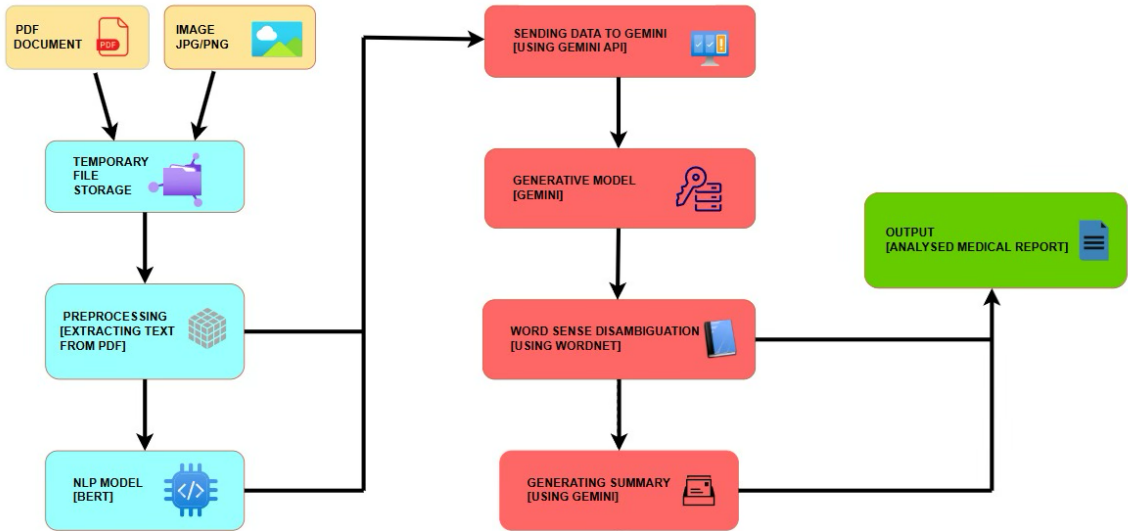 PDF
DOCUMENT
PDF
IMAGE
JPG/PNG
TEMPORARY
FILE
STORAGE
PREPROCESSING
[EXTRACTING TEXT
FROM PDF]
NLP MODEL
[BERT]
SENDING DATA TO GEMINI
[USING GEMINI API]
GENERATIVE MODEL
[GEMINI]
WORD SENSE DISAMBIGUATION
[USING WORDNET]
GENERATING SUMMARY
[USING GEMINI]
OUTPUT
[ANALYSED MEDICAL REPORT]